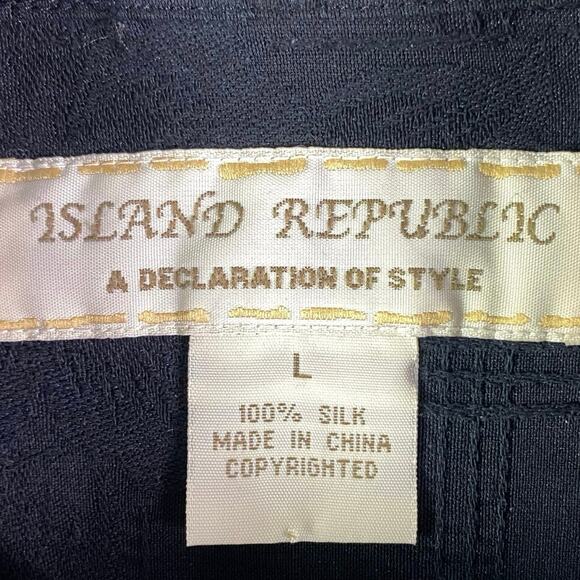 ISLAND REPUBLIC
A DECLARATION OF STYLE
L
100% SILK
MADE IN CHINA
COPYRIGHTED